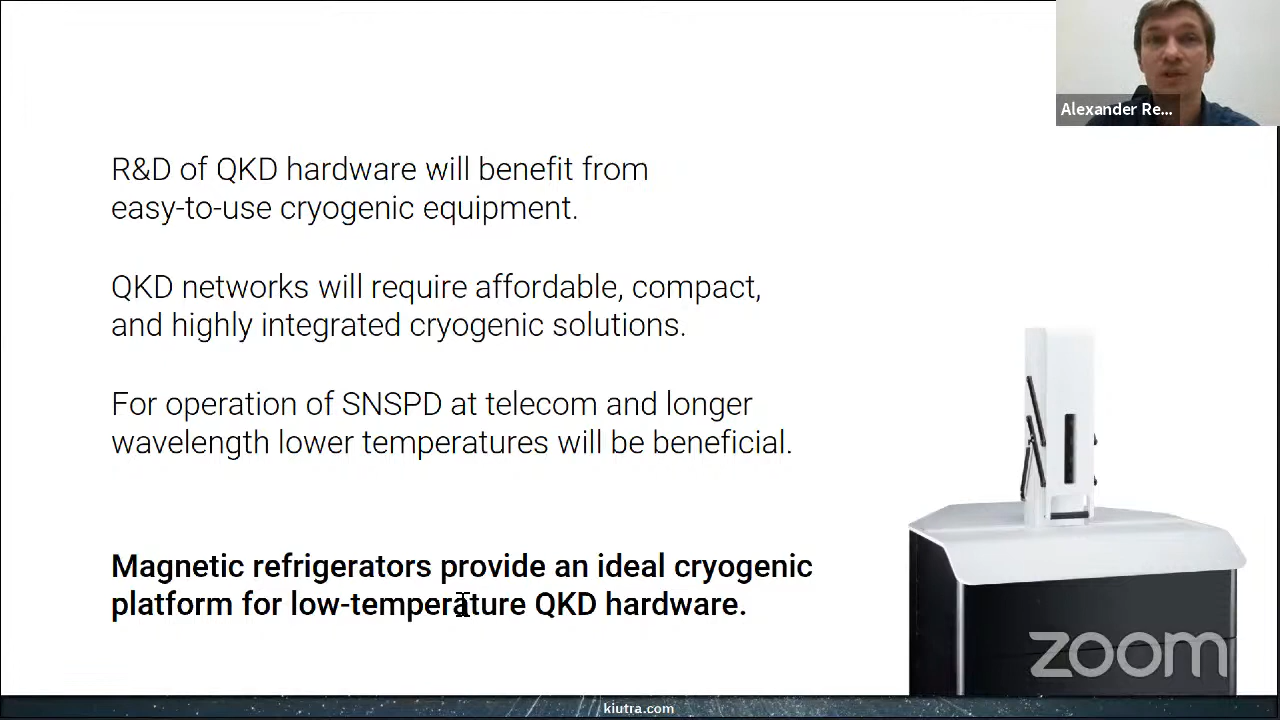 Alexander Re...
R&D of QKD hardware will benefit from
easy-to-use cryogenic equipment.
QKD networks will require affordable, compact,
and highly integrated cryogenic solutions.
For operation of SNSPD at telecom and longer
wavelength lower temperatures will be beneficial.
Magnetic refrigerators provide an ideal cryogenic
platform for low-temperature QKD hardware.
zoom
kiutra.com